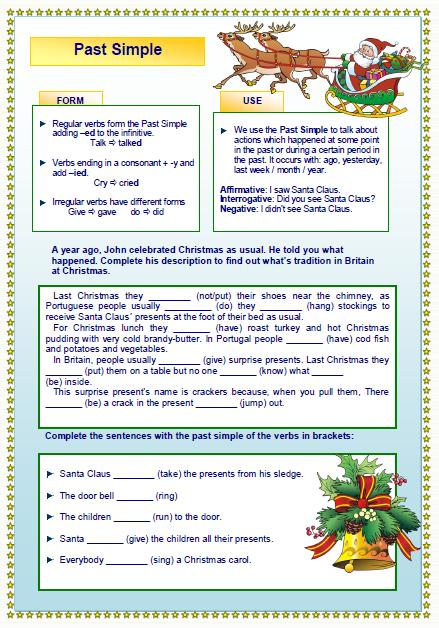 Past Simple
FORM
Regular verbs form the Past Simple
adding –ed to the infinitive.
Talk ⇨ talked
Verbs ending in a consonant + -y and
add –ied.
Cry ⇨ cried
Irregular verbs have different forms
Give ⇨ gave do ⇨ did
USE
We use the Past Simple to talk about
actions which happened at some point
in the past or during a certain period in
the past. It occurs with: ago, yesterday,
last week / month / year.
Affirmative: I saw Santa Claus.
Interrogative: Did you see Santa Claus?
Negative: I didn't see Santa Claus.
A year ago, John celebrated Christmas as usual. He told you what
happened. Complete his description to find out what's tradition in Britain
at Christmas.
Last Christmas they ________ (not/put) their shoes near the chimney, as
Portuguese people usually ________ (do) they ________ (hang) stockings to
receive Santa Claus´ presents at the foot of their bed as usual.
For Christmas lunch they _______ (have) roast turkey and hot Christmas
pudding with very cold brandy-butter. In Portugal people _______ (have) cod fish
and potatoes and vegetables.
In Britain, people usually _______ (give) surprise presents. Last Christmas they
_______ (put) them on a table but no one _______ (know) what ______
(be) inside.
This surprise present's name is crackers because, when you pull them, There
_______ (be) a crack in the present ________ (jump) out.
Complete the sentences with the past simple of the verbs in brackets:
Santa Claus ________ (take) the presents from his sledge.
The door bell _______ (ring)
The children _______ (run) to the door.
Santa _______ (give) the children all their presents.
Everybody _______ (sing) a Christmas carol.